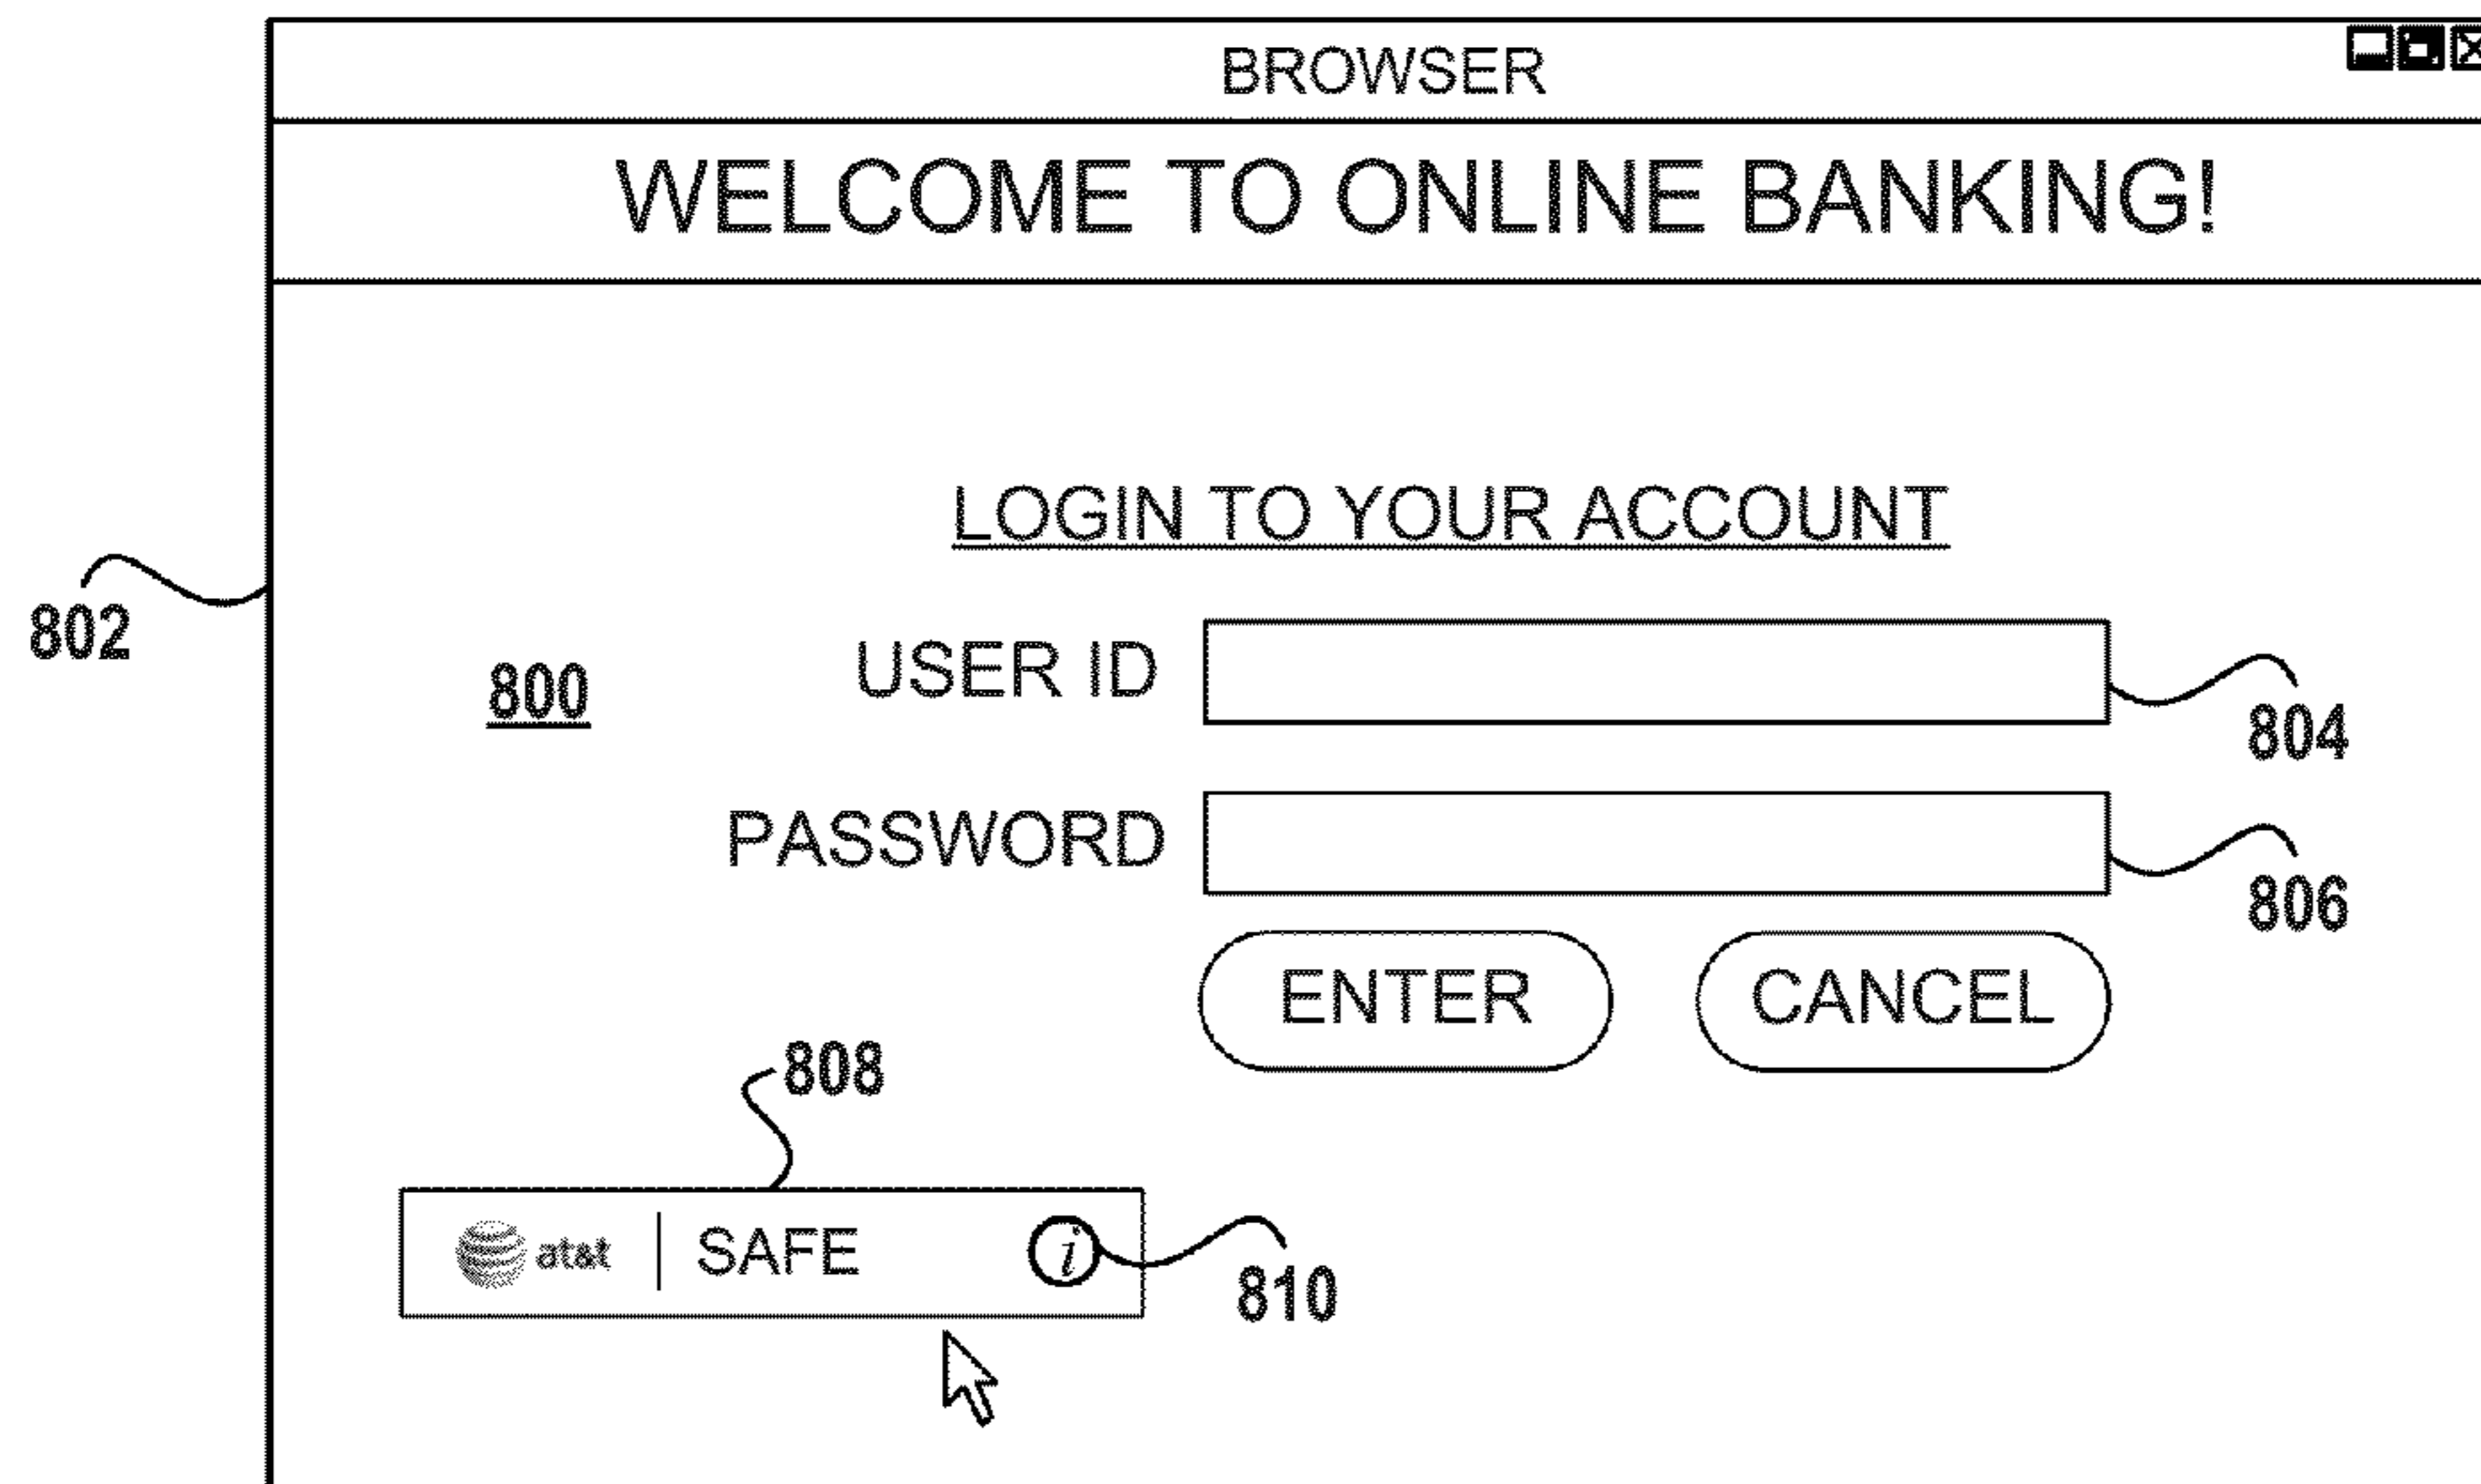 BROWSER
WELCOME TO ONLINE BANKING!
LOGIN TO YOUR ACCOUNT
802
800
USER ID
804
PASSWORD
806
ENTER
CANCEL
808
at&t
SAFE
i
810